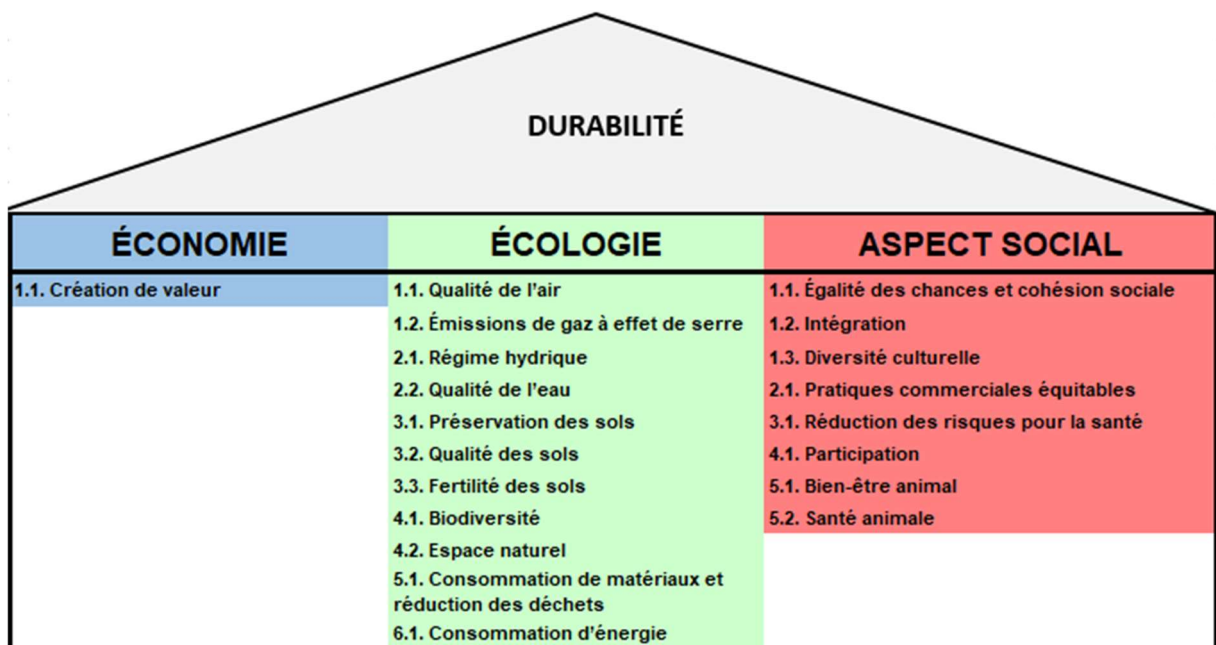 DURABILITÉ
ÉCONOMIE
1.1. Création de valeur
ÉCOLOGIE
1.1. Qualité de l'air
1.2. Émissions de gaz à effet de serre
2.1. Régime hydrique
2.2. Qualité de l'eau
3.1. Préservation des sols
3.2. Qualité des sols
3.3. Fertilité des sols
4.1. Biodiversité
4.2. Espace naturel
5.1. Consommation de matériaux et
réduction des déchets
6.1. Consommation d'énergie
ASPECT SOCIAL
1.1. Égalité des chances et cohésion sociale
1.2. Intégration
1.3. Diversité culturelle
2.1. Pratiques commerciales équitables
3.1. Réduction des risques pour la santé
4.1. Participation
5.1. Bien-être animal
5.2. Santé animale